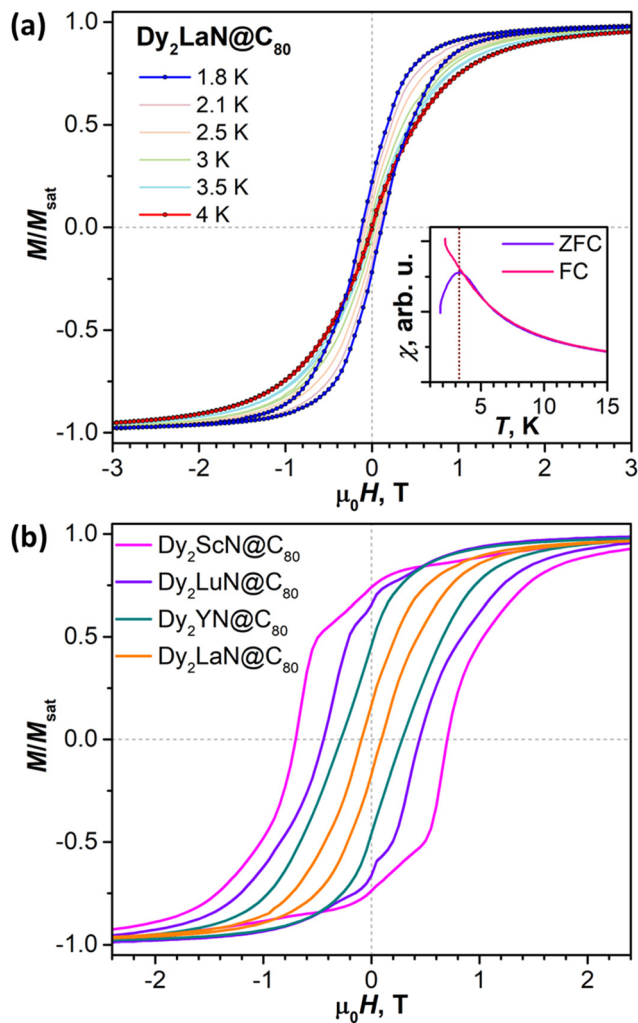 (a)
Dy₂LaN@C₈₀
1.8 K
2.1 K
2.5 K
3 K
3.5 K
4 K
1.0
0.5
0.0
-0.5
-1.0
M/Mₛₐₜ
ZFC
FC
χ, arb. u.
5 10 15
T, K
-3 -2 -1 0 1 2 3
μ₀H, T
(b)
Dy₂ScN@C₈₀
Dy₂LuN@C₈₀
Dy₂YN@C₈₀
Dy₂LaN@C₈₀
1.0
0.5
0.0
-0.5
-1.0
M/Mₛₐₜ
-2 -1 0 1 2
μ₀H, T